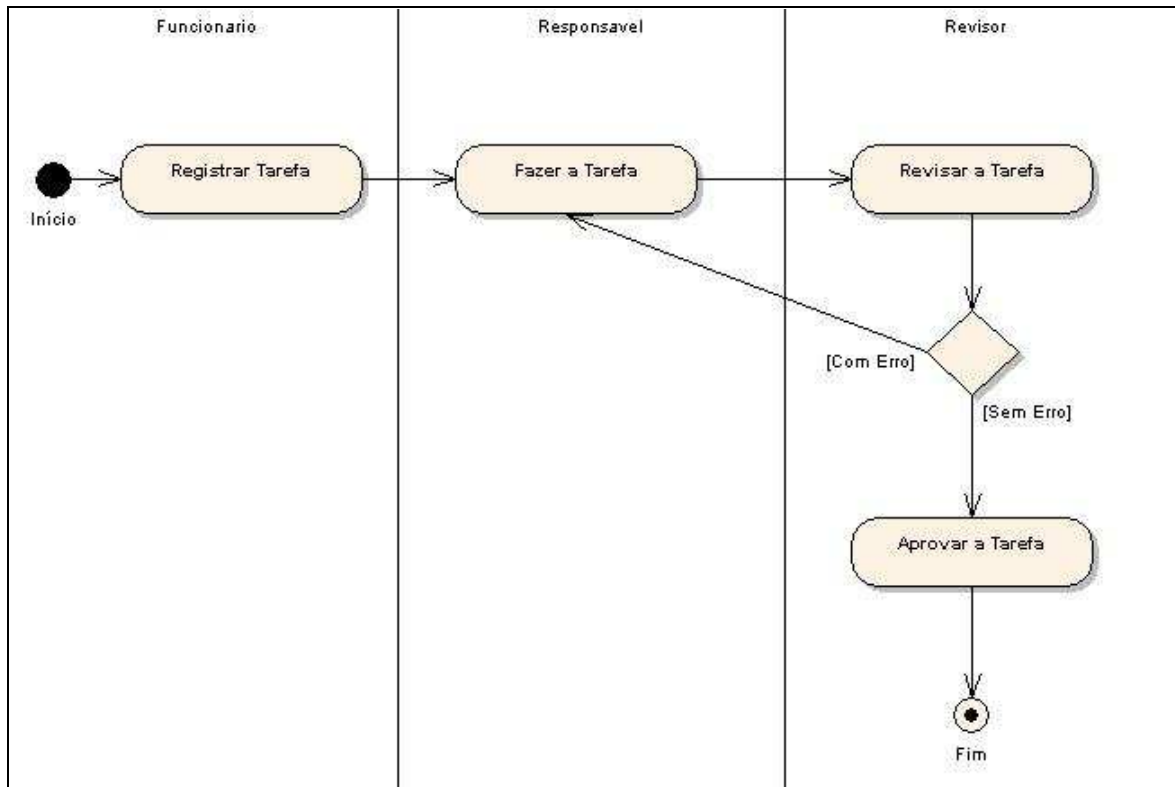 Funcionario
Responsavel
Revisor
Registrar Tarefa
Fazer a Tarefa
Revisar a Tarefa
Início
[Com Erro]
[Sem Erro]
Aprovar a Tarefa
Fim